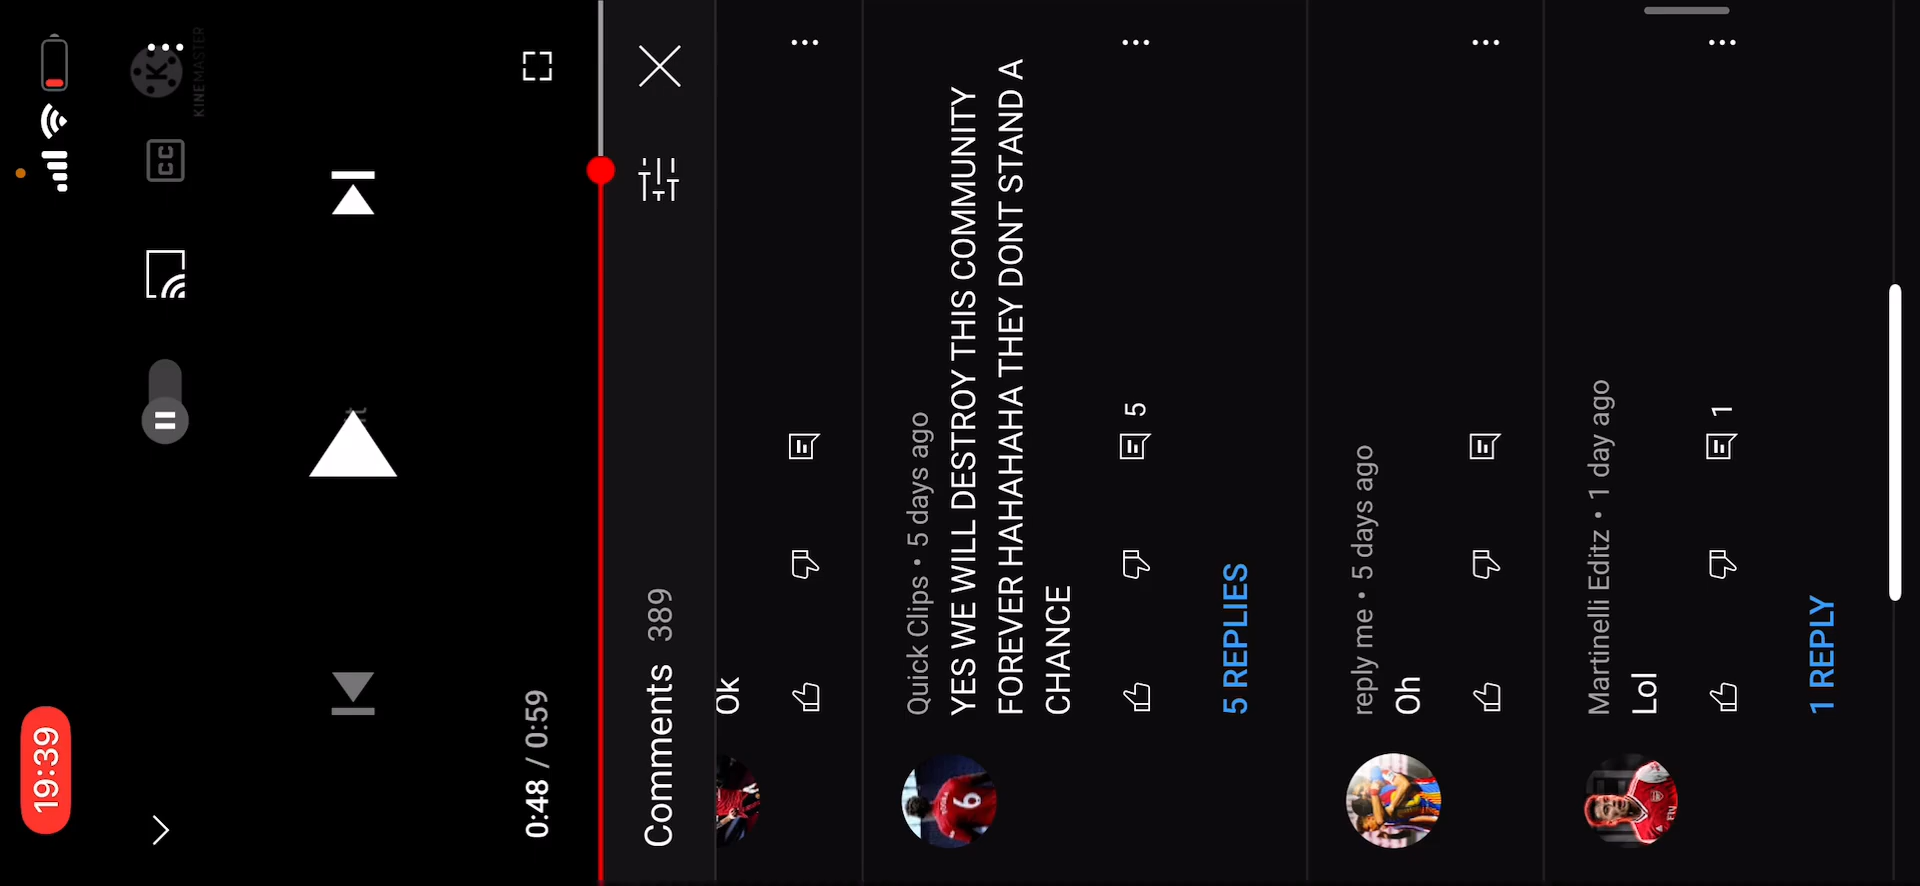 19:39
KINEMASTER
CC
0:48 / 0:59
Comments 389
Ok
Quick Clips • 5 days ago
YES WE WILL DESTROY THIS COMMUNITY
FOREVER HAHAHAHA THEY DONT STAND A
CHANCE
5
5 REPLIES
reply me • 5 days ago
Oh
Martinelli Editz • 1 day ago
Lol
1
1 REPLY